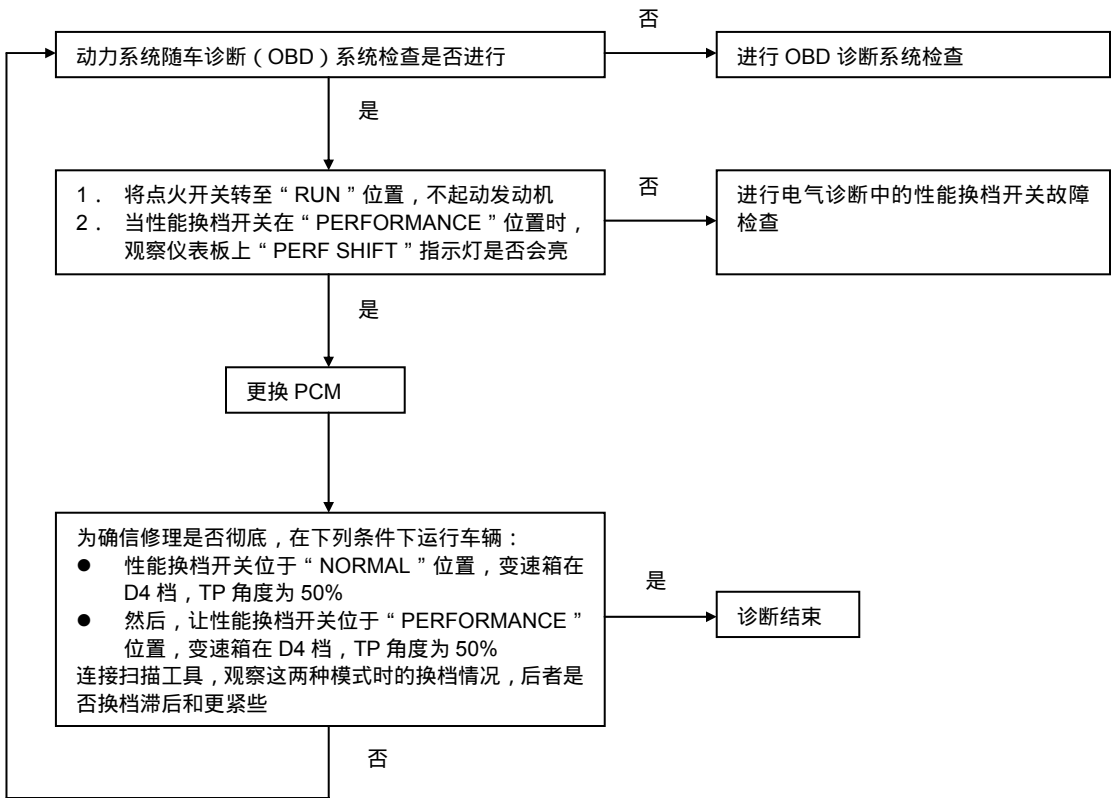 否
动力系统随车诊断（OBD）系统检查是否进行
进行 OBD 诊断系统检查
是
1． 将点火开关转至“RUN”位置，不起动发动机
2． 当性能换档开关在“PERFORMANCE”位置时，
观察仪表板上“PERF SHIFT”指示灯是否会亮
否
进行电气诊断中的性能换档开关故障
检查
是
更换 PCM
为确信修理是否彻底，在下列条件下运行车辆：
● 性能换档开关位于“NORMAL”位置，变速箱在
D4 档，TP 角度为 50%
● 然后，让性能换档开关位于“PERFORMANCE”
位置，变速箱在 D4 档，TP 角度为 50%
连接扫描工具，观察这两种模式时的换档情况，后者是
否换档滞后和更紧些
是
诊断结束
否